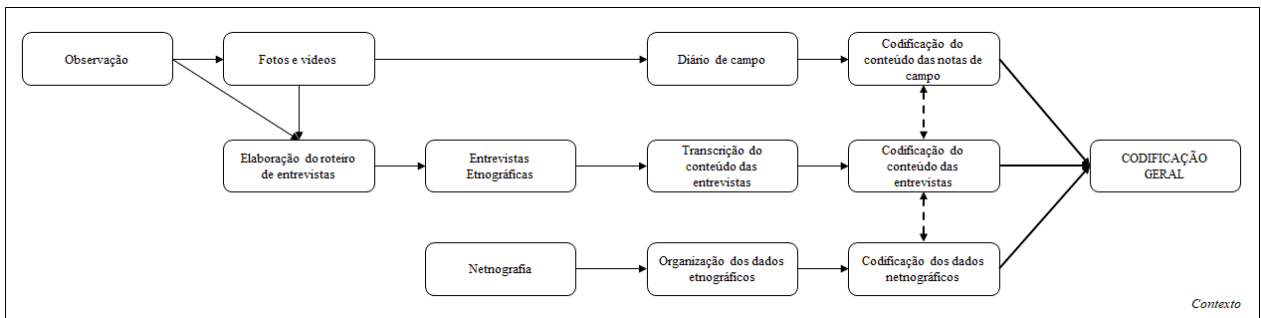 Observação
Fotos e vídeos
Diário de campo
Codificação do
conteúdo das notas de
campo
Elaboração do roteiro
de entrevistas
Entrevistas
Etnográficas
Transcrição do
conteúdo das
entrevistas
Codificação do
conteúdo das
entrevistas
CODIFICAÇÃO
GERAL
Netnografia
Organização dos dados
etnográficos
Codificação dos dados
netnográficos
Contexto